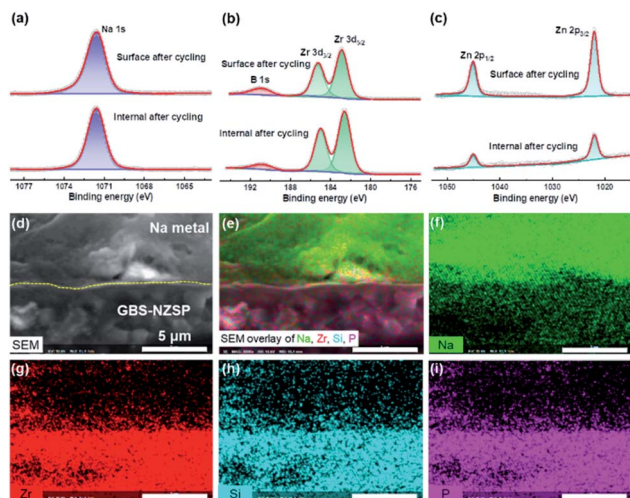 (a)
Na 1s
Surface after cycling
Internal after cycling
1077 1074 1071 1068 1065
Binding energy (eV)
(b)
Zr 3d3/2
Zr 3d5/2
Surface after cycling
B 1s
Internal after cycling
192 188 184 180 176
Binding energy (eV)
(c)
Zn 2p3/2
Zn 2p1/2
Surface after cycling
Internal after cycling
1050 1040 1030 1020
Binding energy (eV)
(d)
Na metal
GBS-NZSP
5 μm
SEM
(e)
SEM overlay of Na, Zr, Si, P
(f)
Na
(g)
Zr
(h)
Si
(i)
P